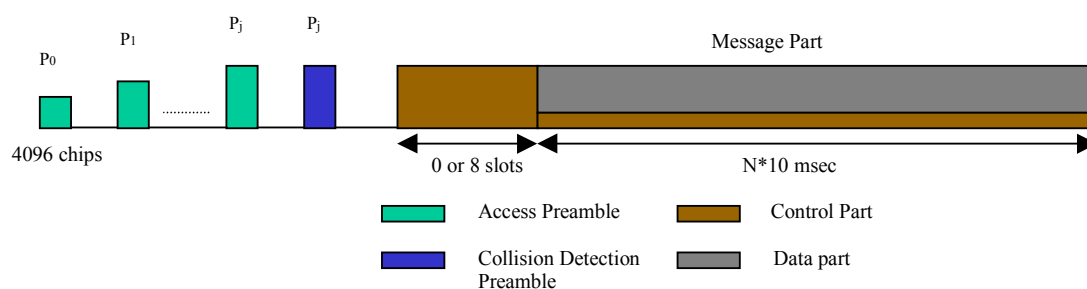 P0
P1
Pj
Pj
Message Part
.............
4096 chips
0 or 8 slots
N*10 msec
Access Preamble
Control Part
Collision Detection
Preamble
Data part